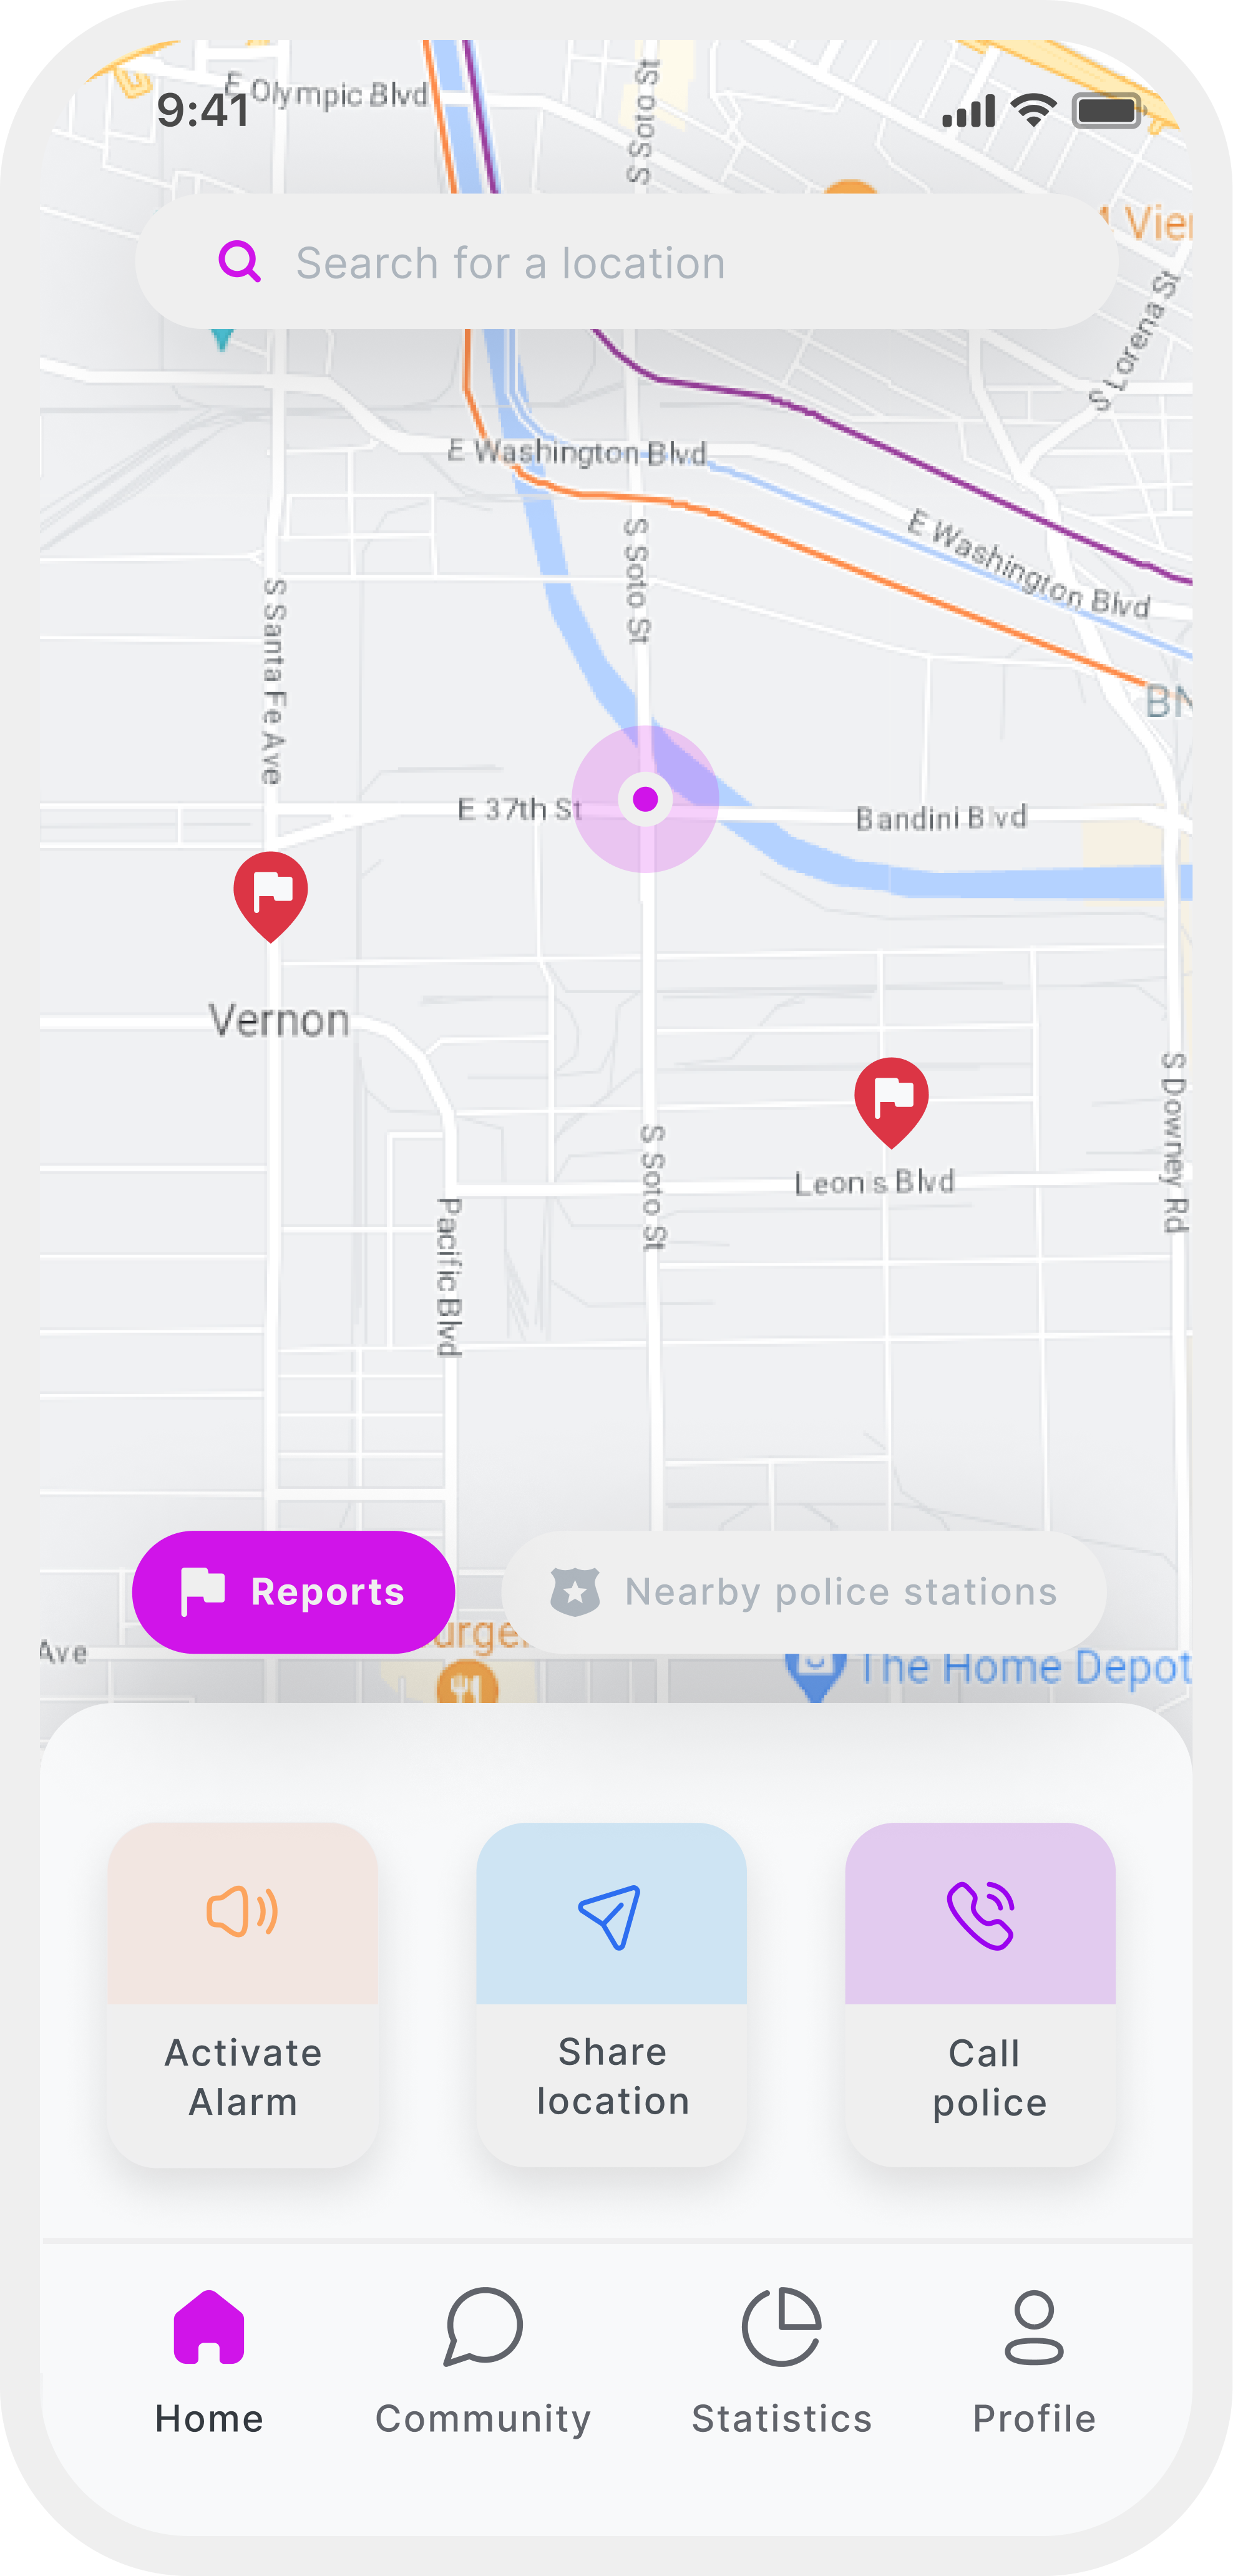 E Olympic Blvd
9:41
S Soto St
Vier
Search for a location
S Lorena St
E Washington Blvd
E Washington Blvd
S Soto St
S Santa Fe Ave
BN
E 37th St
Bandini Blvd
Vernon
S Downey Rd
S Soto St
Leonis Blvd
Pacific Blvd
Reports
Nearby police stations
urger
Ave
The Home Depot
Activate
Alarm
Share
location
Call
police
Home
Community
Statistics
Profile